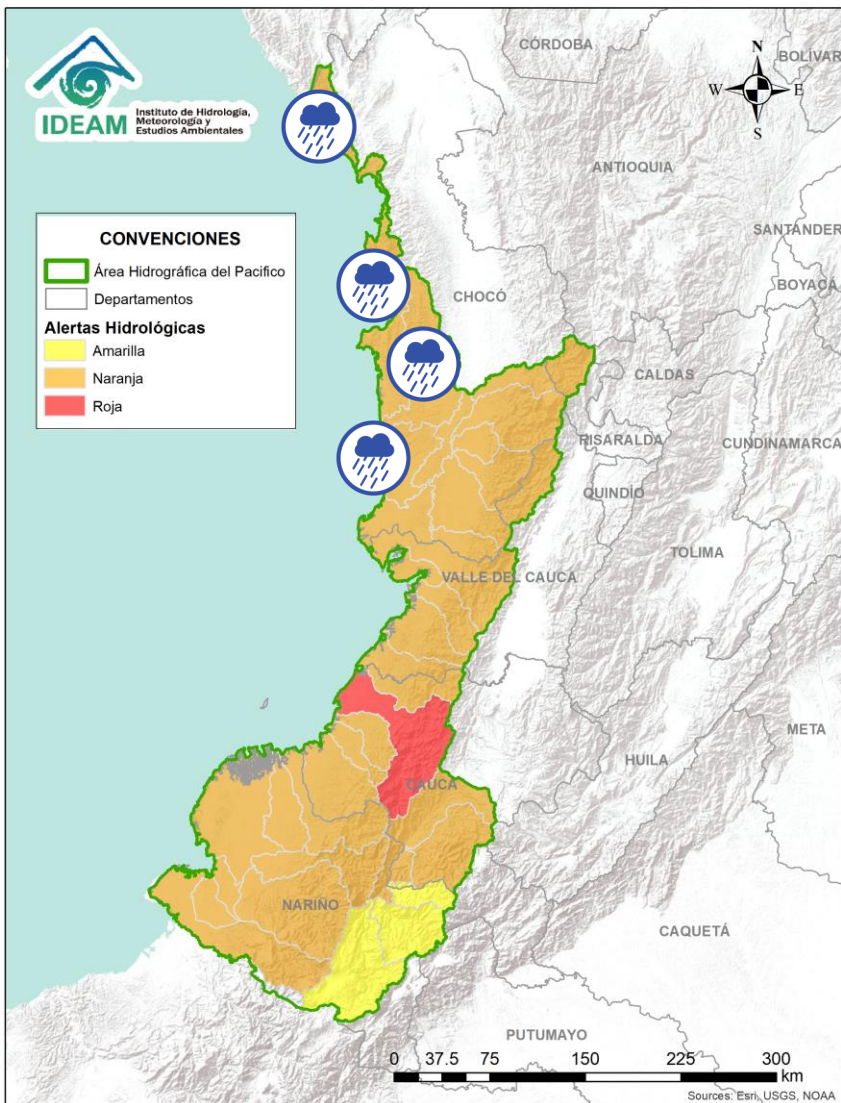 IDEAM
Instituto de Hidrología,
Meteorología y
Estudios Ambientales
CÓRDOBA
BOLÍVAR
N
W
E
S
ANTIOQUIA
SANTANDER
BOYACÁ
CONVENCIONES
Área Hidrográfica del Pacifico
Departamentos
Alertas Hidrológicas
Amarilla
Naranja
Roja
CHOCÓ
CALDAS
RISARALDA
CUNDINAMARCA
QUINDÍO
TOLIMA
VALLE DEL CAUCA
META
HUILA
CAUCA
NARIÑO
CAQUETÁ
PUTUMAYO
0 37.5 75 150 225 300
km
Sources: Esri, USGS, NOAA